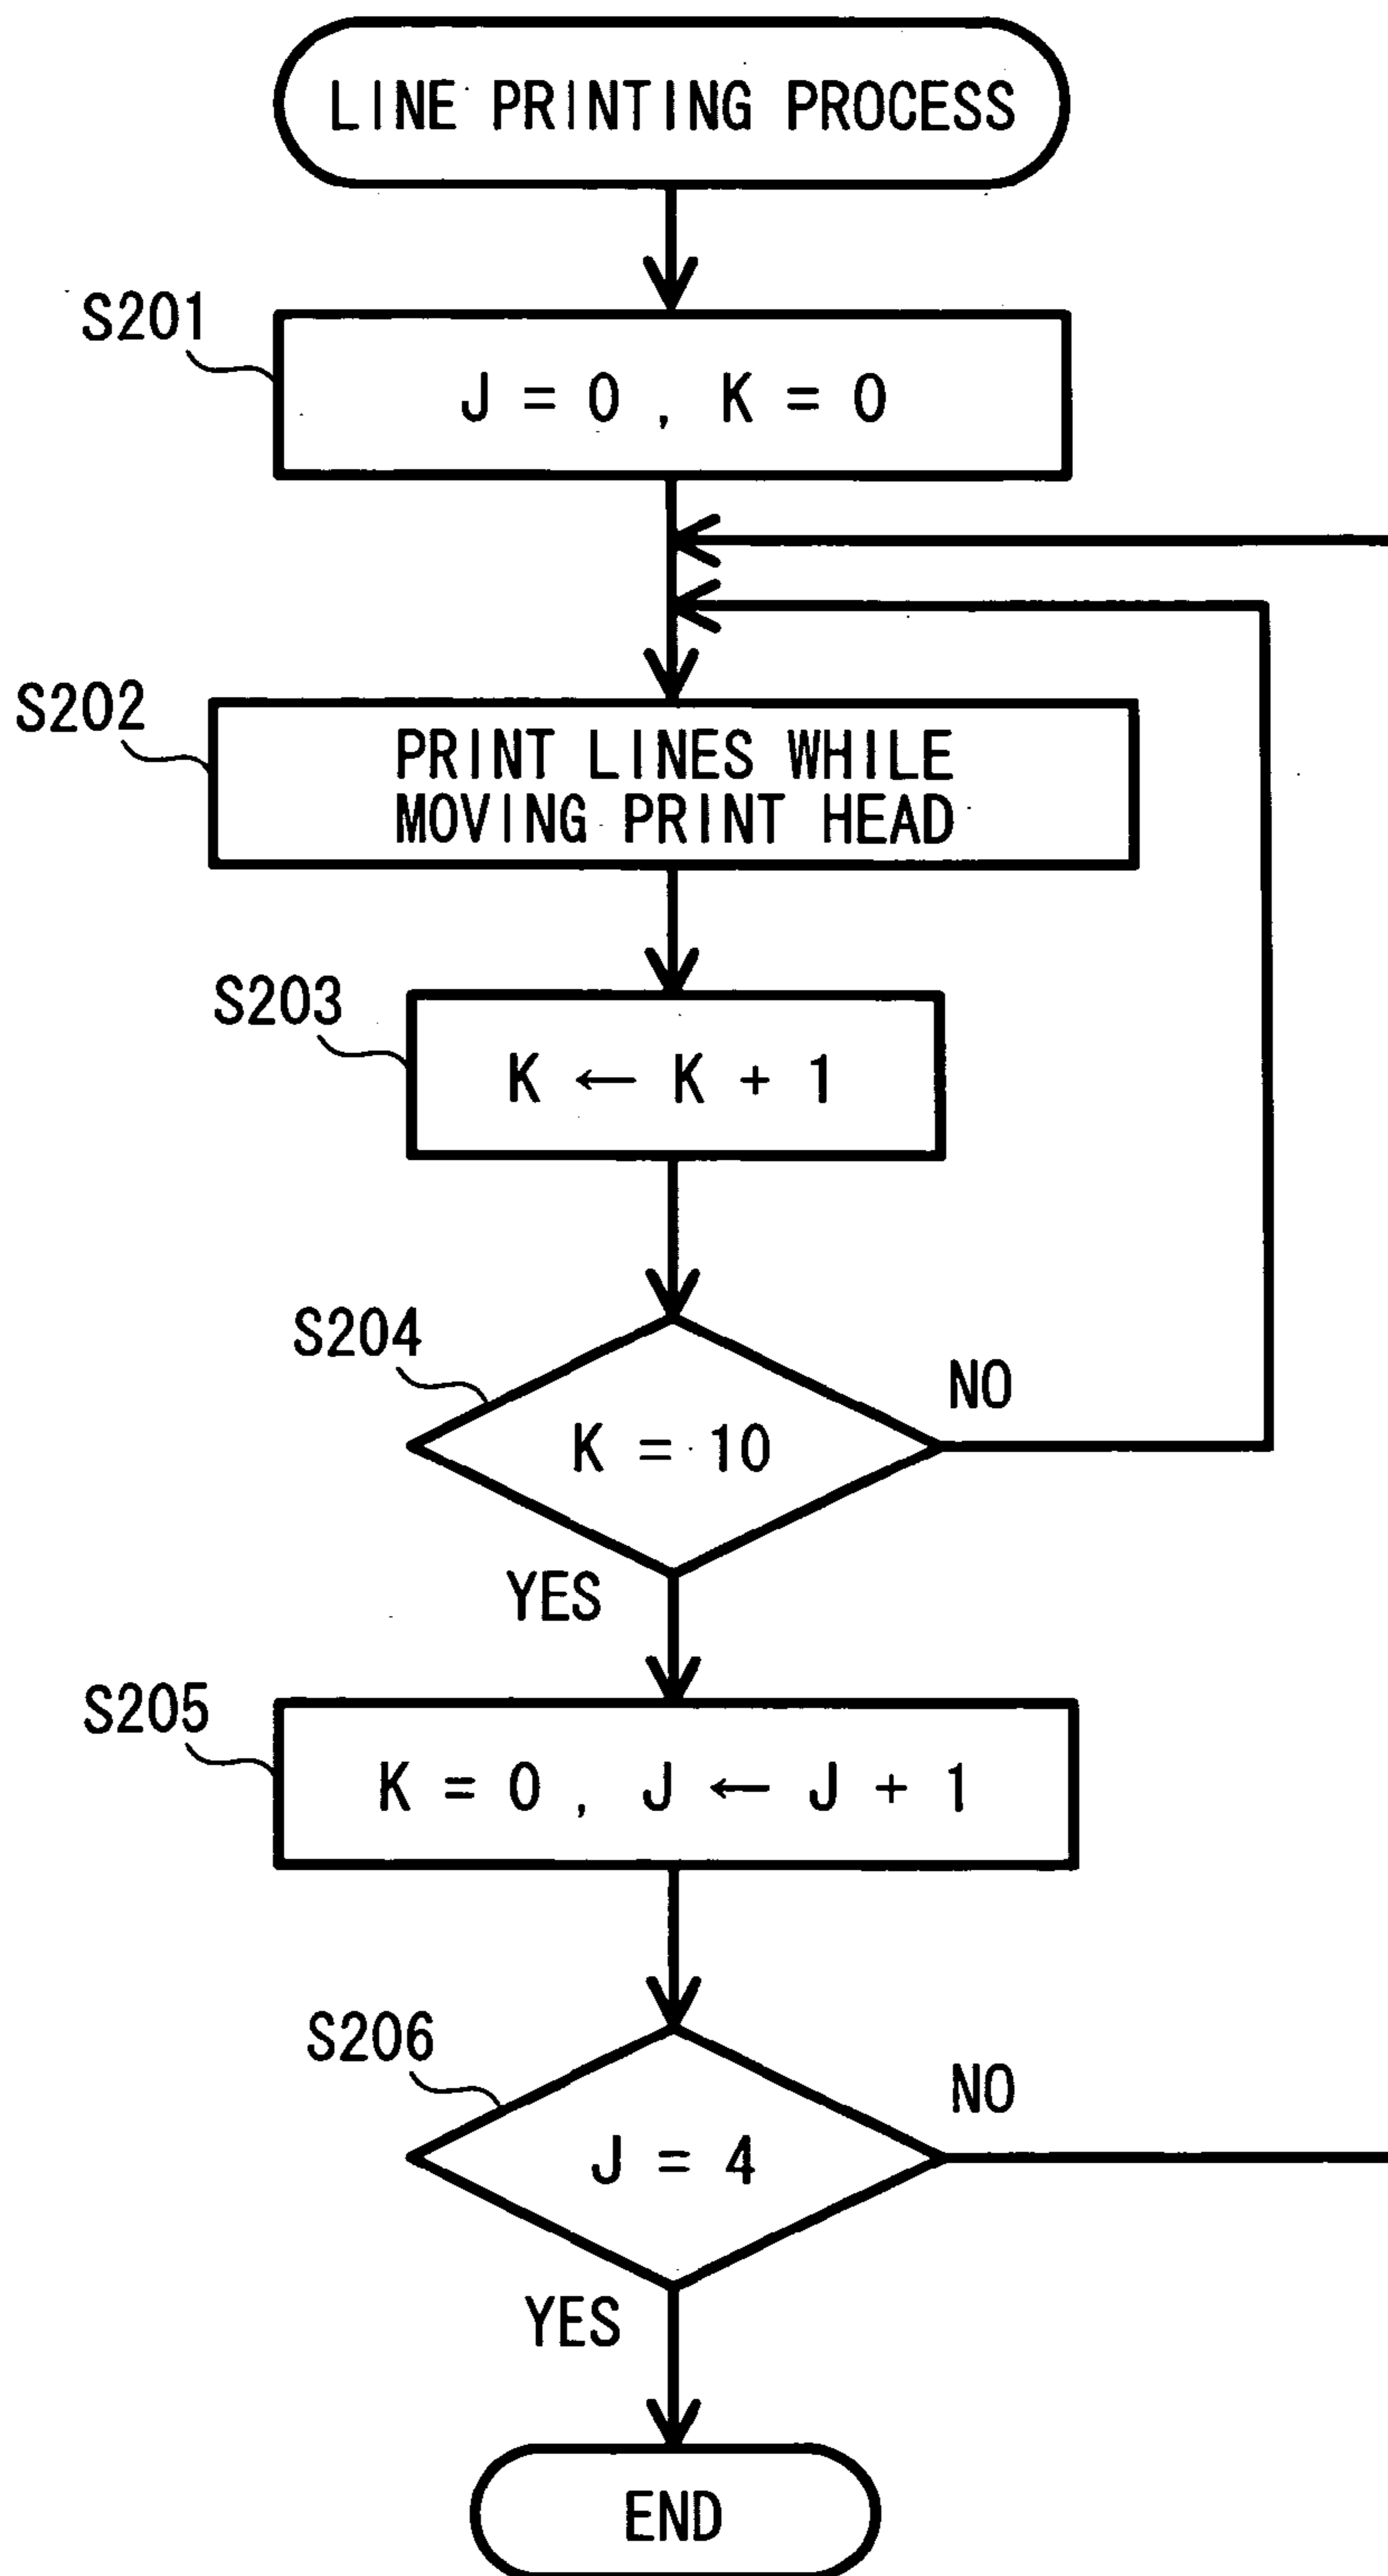 LINE PRINTING PROCESS
S201
J = 0 , K = 0
S202
PRINT LINES WHILE
MOVING PRINT HEAD
S203
K ← K + 1
S204
K = 10
NO
YES
S205
K = 0 , J ← J + 1
S206
J = 4
NO
YES
END